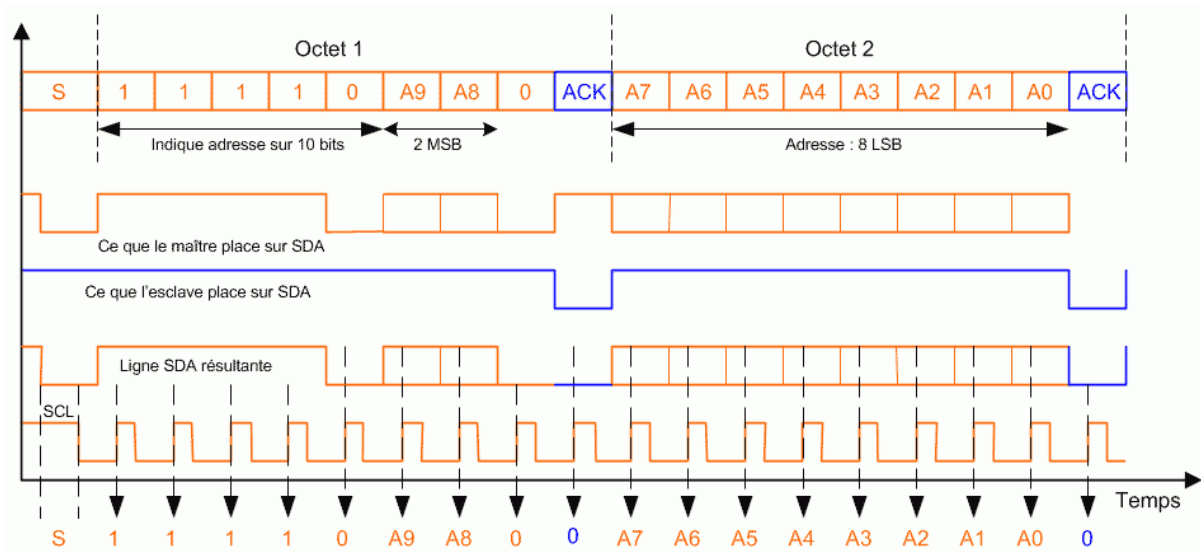 Octet 1 Octet 2
S 1 1 1 1 0 A9 A8 0 ACK A7 A6 A5 A4 A3 A2 A1 A0 ACK
Indique adresse sur 10 bits 2 MSB Adresse : 8 LSB
Ce que le maître place sur SDA
Ce que l'esclave place sur SDA
Ligne SDA résultante
SCL
Temps
S 1 1 1 1 0 A9 A8 0 0 A7 A6 A5 A4 A3 A2 A1 A0 0